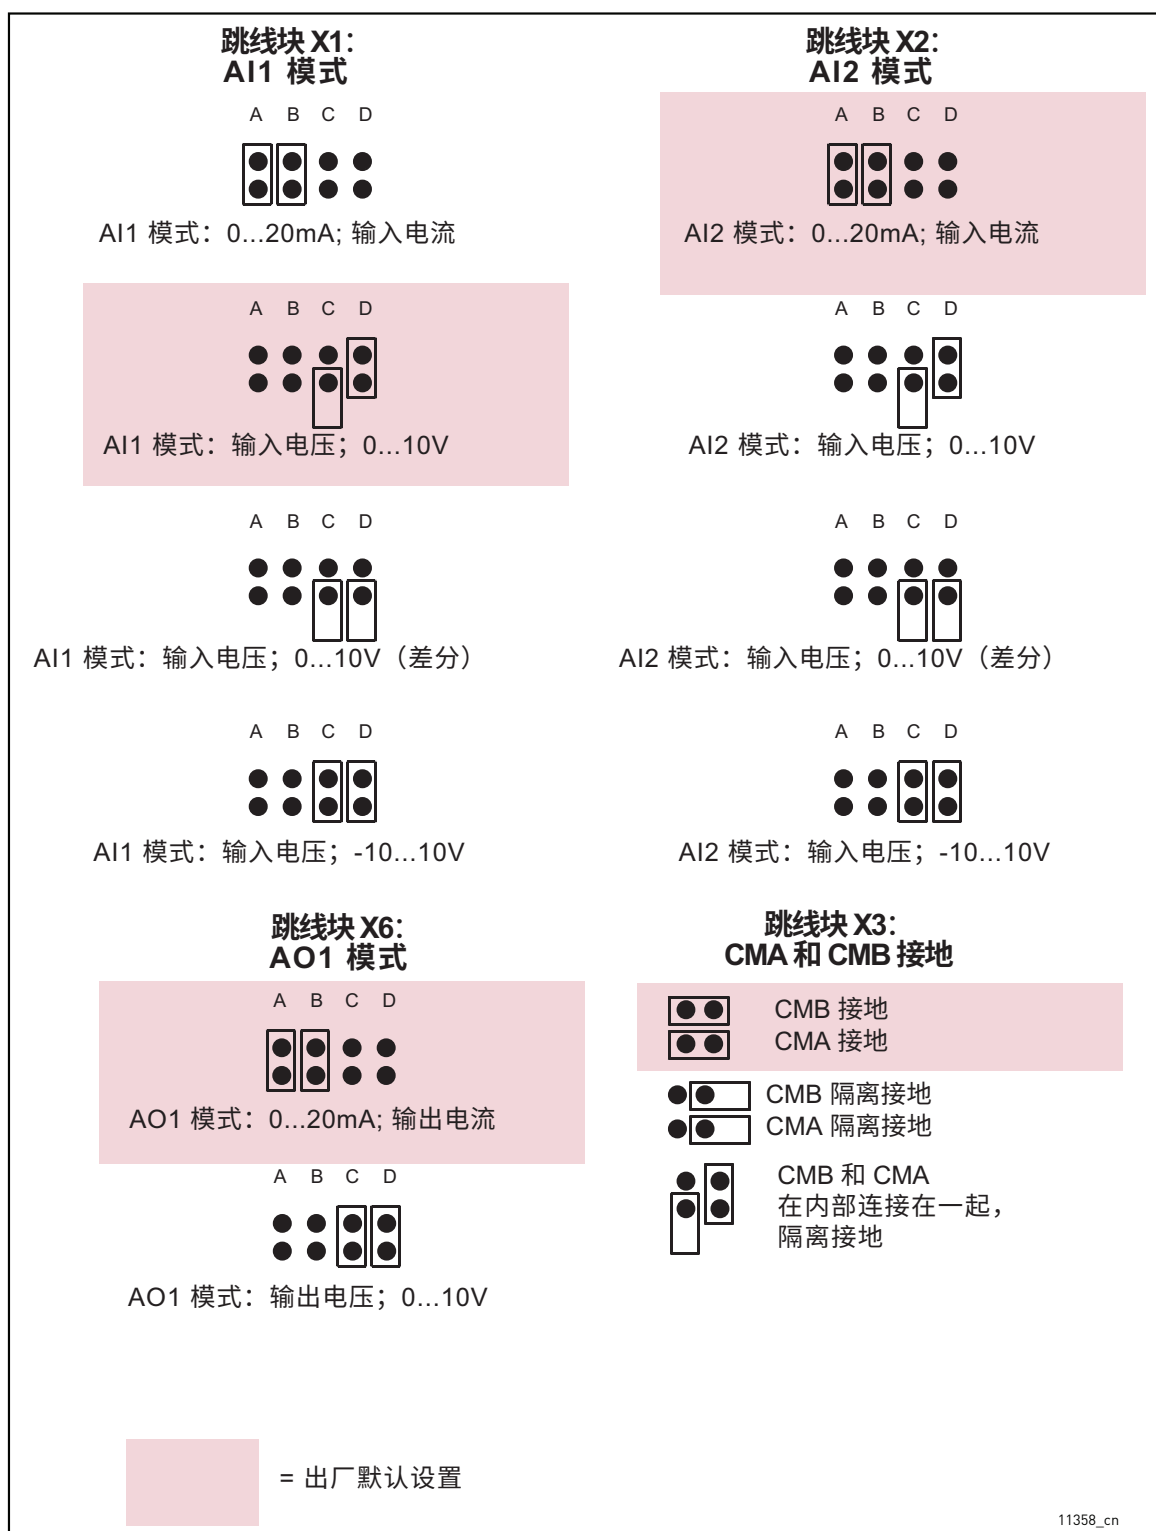 跳线块 X1:
AI1 模式
A B C D
AI1 模式：0...20mA; 输入电流
A B C D
AI1 模式：输入电压；0...10V
A B C D
AI1 模式：输入电压；0...10V（差分）
A B C D
AI1 模式：输入电压；-10...10V
跳线块 X2:
AI2 模式
A B C D
AI2 模式：0...20mA; 输入电流
A B C D
AI2 模式：输入电压；0...10V
A B C D
AI2 模式：输入电压；0...10V（差分）
A B C D
AI2 模式：输入电压；-10...10V
跳线块 X6:
AO1 模式
A B C D
AO1 模式：0...20mA; 输出电流
A B C D
AO1 模式：输出电压；0...10V
跳线块 X3:
CMA 和 CMB 接地
CMB 接地
CMA 接地
CMB 隔离接地
CMA 隔离接地
CMB 和 CMA
在内部连接在一起，
隔离接地
= 出厂默认设置
11358_cn